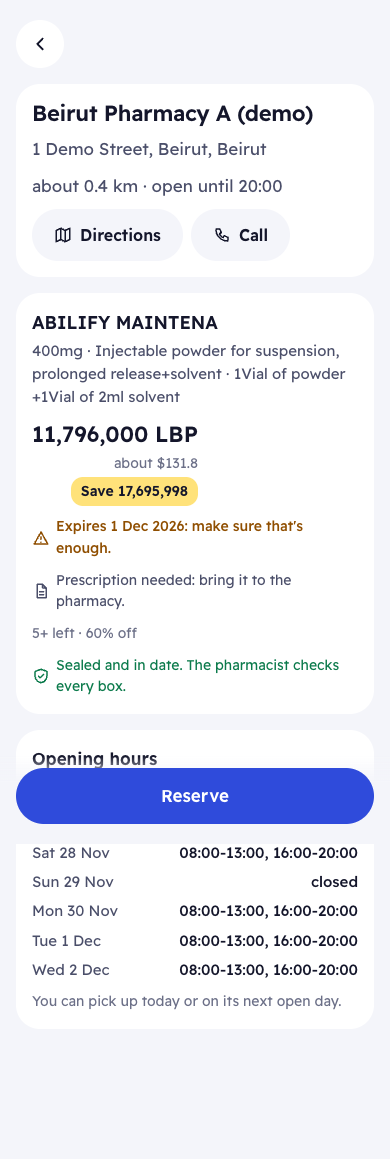 Beirut Pharmacy A (demo)
1 Demo Street, Beirut, Beirut
about 0.4 km · open until 20:00
Directions
Call
ABILIFY MAINTENA
400mg · Injectable powder for suspension,
prolonged release+solvent · 1Vial of powder
+1Vial of 2ml solvent
11,796,000 LBP
about $131.8
Save 17,695,998
Expires 1 Dec 2026: make sure that's
enough.
Prescription needed: bring it to the
pharmacy.
5+ left · 60% off
Sealed and in date. The pharmacist checks
every box.
Opening hours
Reserve
Sat 28 Nov 08:00-13:00, 16:00-20:00
Sun 29 Nov closed
Mon 30 Nov 08:00-13:00, 16:00-20:00
Tue 1 Dec 08:00-13:00, 16:00-20:00
Wed 2 Dec 08:00-13:00, 16:00-20:00
You can pick up today or on its next open day.